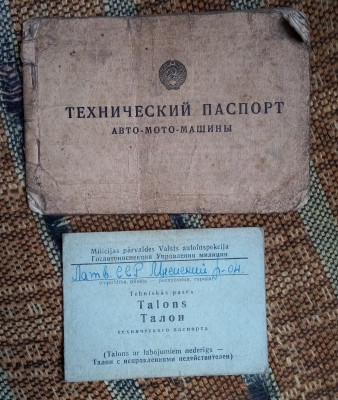 ТЕХНИЧЕСКИЙ ПАСПОРТ
АВТО-МОТО-МАШИНЫ
Milicijas pārvaldes Valsts autoinspekcija
Госавтоинспекция Управления милиции
Латв. ССР р-он.
Tehniskās pases
Talons
Талон
технического паспорта
(Talons ar labojumiem nederīgs —
Талон с исправлениями недействителен)